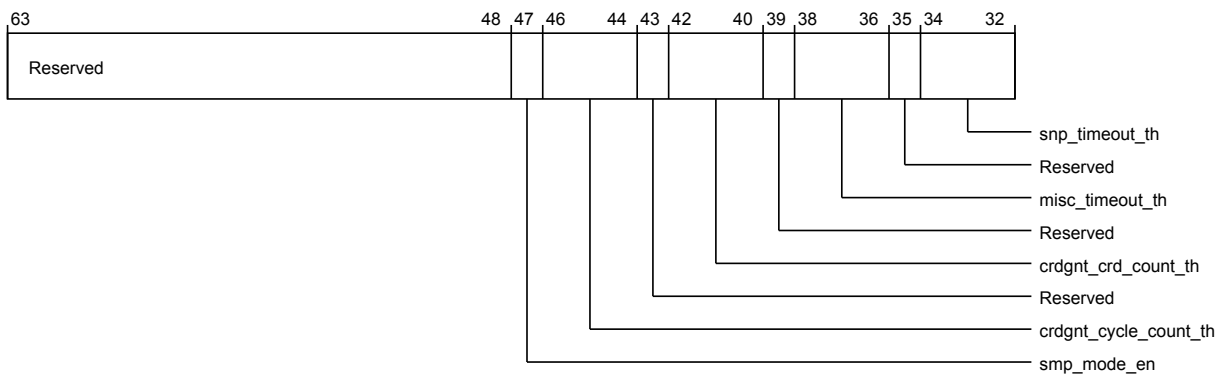 63 48 47 46 44 43 42 40 39 38 36 35 34 32
Reserved
snp_timeout_th
Reserved
misc_timeout_th
Reserved
crdgnt_crd_count_th
Reserved
crdgnt_cycle_count_th
smp_mode_en